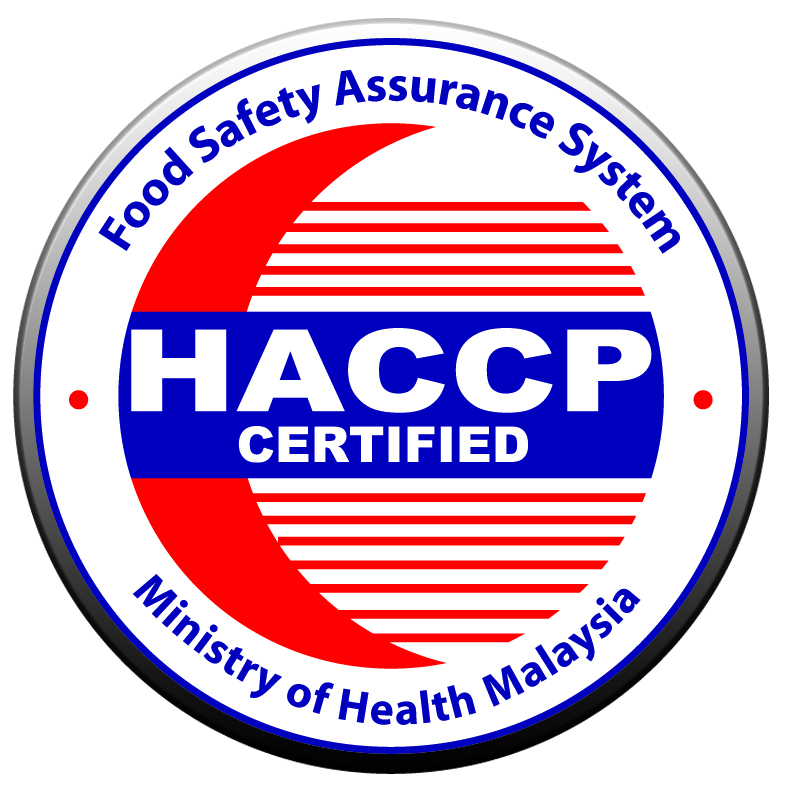 Food Safety Assurance System
HACCP
CERTIFIED
Ministry of Health Malaysia